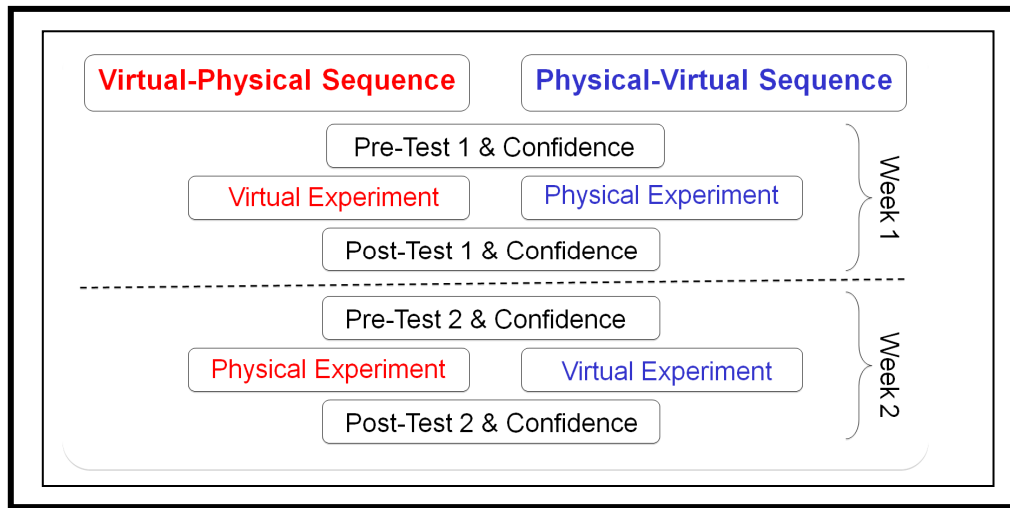 Virtual-Physical Sequence
Physical-Virtual Sequence
Pre-Test 1 & Confidence
Virtual Experiment
Physical Experiment
Post-Test 1 & Confidence
Week 1
Pre-Test 2 & Confidence
Physical Experiment
Virtual Experiment
Post-Test 2 & Confidence
Week 2